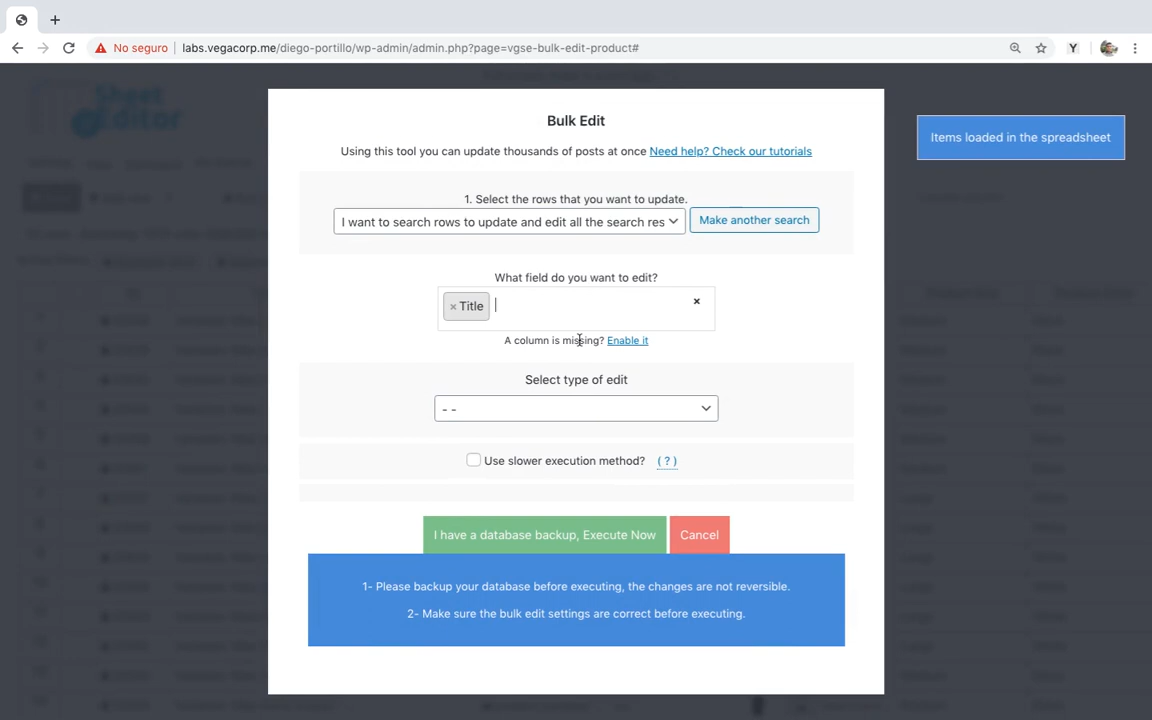 No seguro
labs.vegacorp.me/diego-portillo/wp-admin/admin.php?page=vgse-bulk-edit-product#
Y
Sheet
Editor
Items loaded in the spreadsheet
Bulk Edit
Using this tool you can update thousands of posts at once Need help? Check our tutorials
1. Select the rows that you want to update.
I want to search rows to update and edit all the search res
Make another search
What field do you want to edit?
× Title
×
A column is missing? Enable it
Select type of edit
- -
Use slower execution method? ( ? )
I have a database backup, Execute Now
Cancel
1- Please backup your database before executing, the changes are not reversible.
2- Make sure the bulk edit settings are correct before executing.